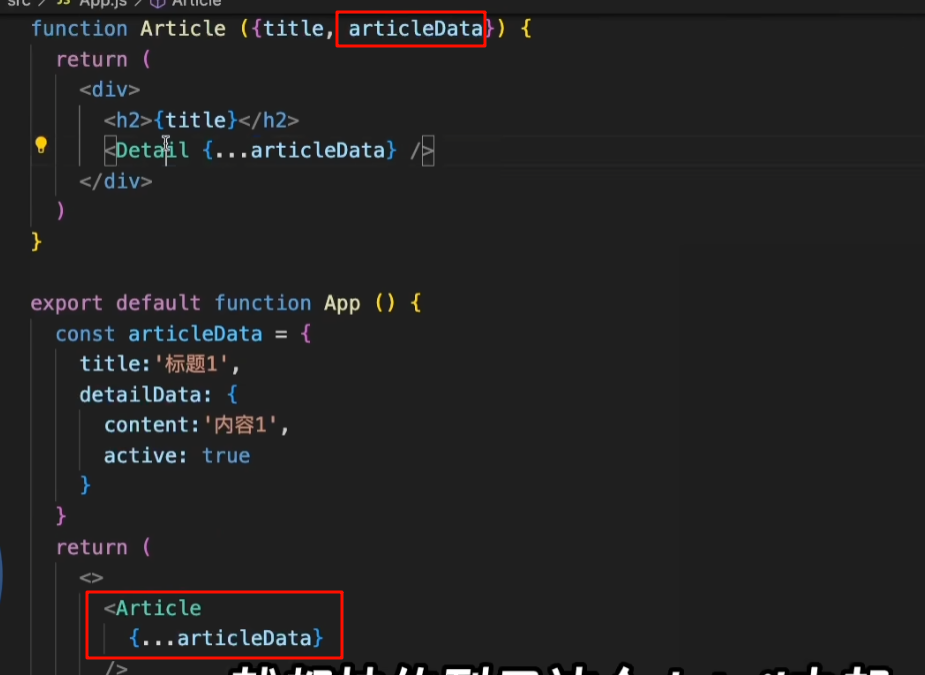 src / JS App.js / Article
function Article ({title, articleData}) {
return (
<div>
<h2>{title}</h2>
<Detail {...articleData} />
</div>
)
}
export default function App () {
const articleData = {
title:'标题1',
detailData: {
content:'内容1',
active: true
}
}
return (
<>
<Article
{...articleData}
/>